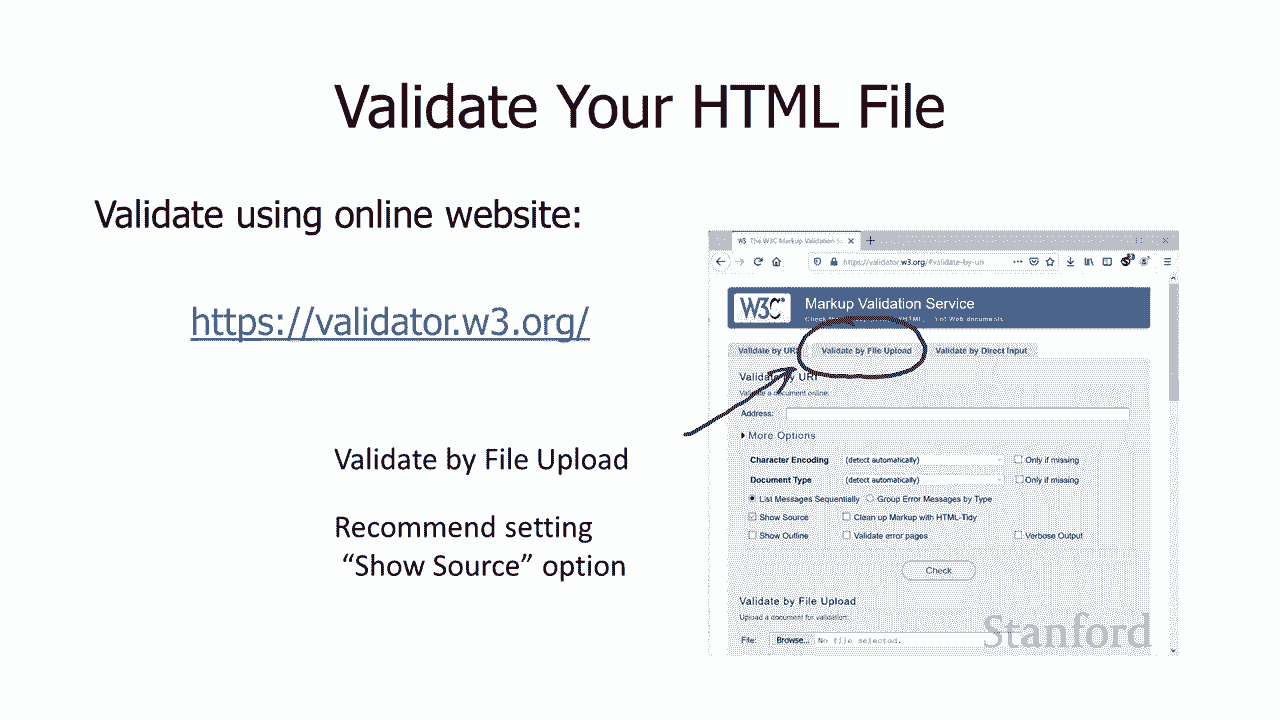 Validate Your HTML File
Validate using online website:
https://validator.w3.org/
Validate by File Upload
Recommend setting
“Show Source” option
W3C The W3C Markup Validation
https://validator.w3.org/#validate-by-uri
W3C Markup Validation Service
Check the HTML, of Web documents
Validate by URI Validate by File Upload Validate by Direct Input
Validate by URI
Validate a document online:
Address:
More Options
Character Encoding (detect automatically) Only if missing
Document Type (detect automatically) Only if missing
List Messages Sequentially Group Error Messages by Type
Show Source Clean up Markup with HTML-Tidy
Show Outline Validate error pages Verbose Output
Check
Validate by File Upload
Upload a document for validation:
File: Browse... No file selected.
Stanford